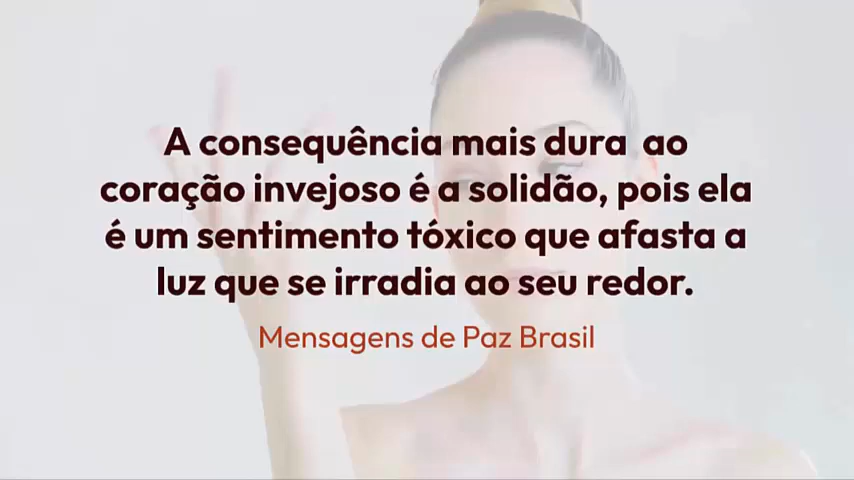 A consequência mais dura ao
coração invejoso é a solidão, pois ela
é um sentimento tóxico que afasta a
luz que se irradia ao seu redor.
Mensagens de Paz Brasil